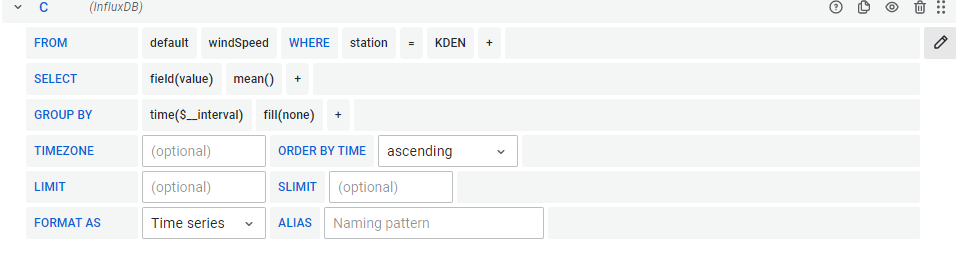 C (InfluxDB)
FROM default windSpeed WHERE station = KDEN +
SELECT field(value) mean() +
GROUP BY time($__interval) fill(none) +
TIMEZONE (optional) ORDER BY TIME ascending
LIMIT (optional) SLIMIT (optional)
FORMAT AS Time series ALIAS Naming pattern